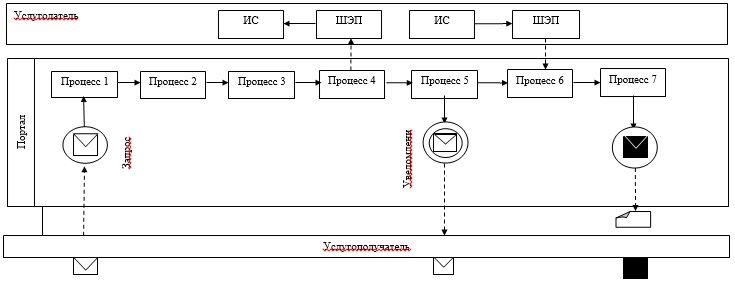 Услугодатель
ИС
ШЭП
ИС
ШЭП
Процесс 1
Процесс 2
Процесс 3
Процесс 4
Процесс 5
Процесс 6
Процесс 7
Портал
Запрос
Уведомлени
Услугополучатель